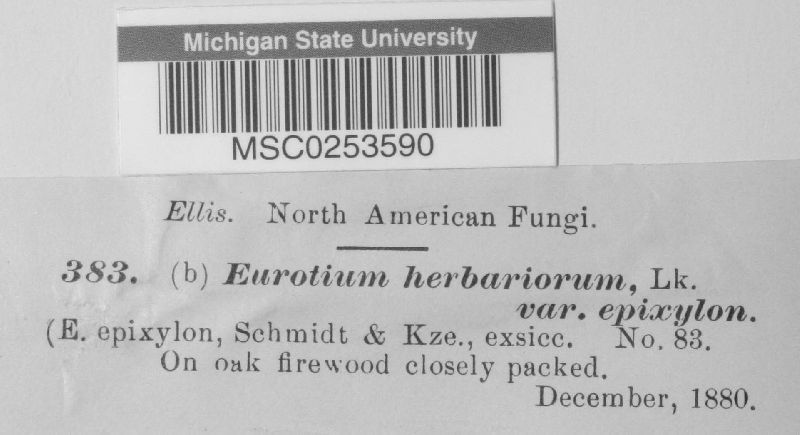 Michigan State University
MSC0253590
Ellis. North American Fungi.
383. (b) Eurotium herbariorum, Lk.
var. epixylon.
(E. epixylon, Schmidt & Kze., exsicc. No. 83.
On oak firewood closely packed.
December, 1880.